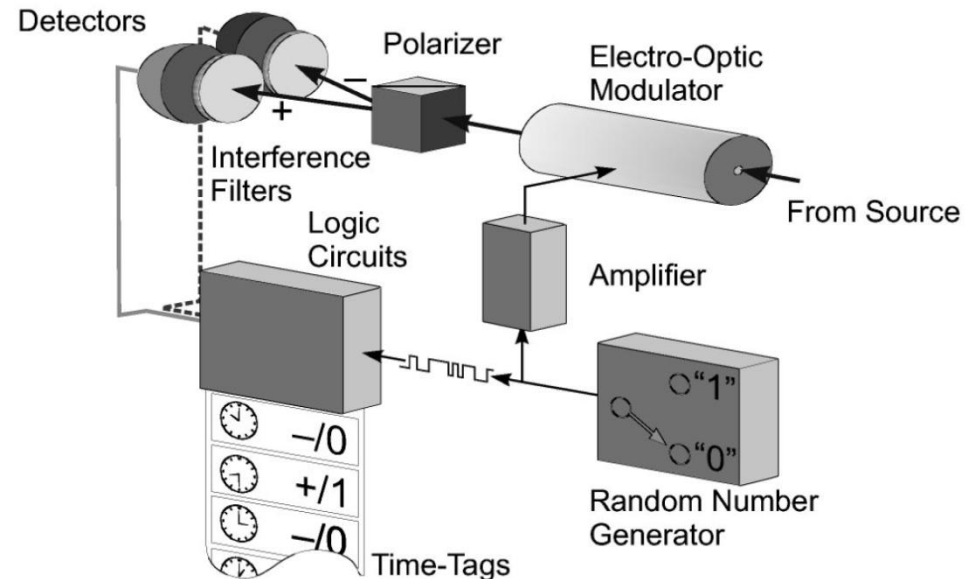 Detectors
Polarizer
Electro-Optic
Modulator
–
+
Interference
Filters
From Source
Logic
Circuits
Amplifier
"1"
"0"
–/0
+/1
–/0
Random Number
Generator
Time-Tags